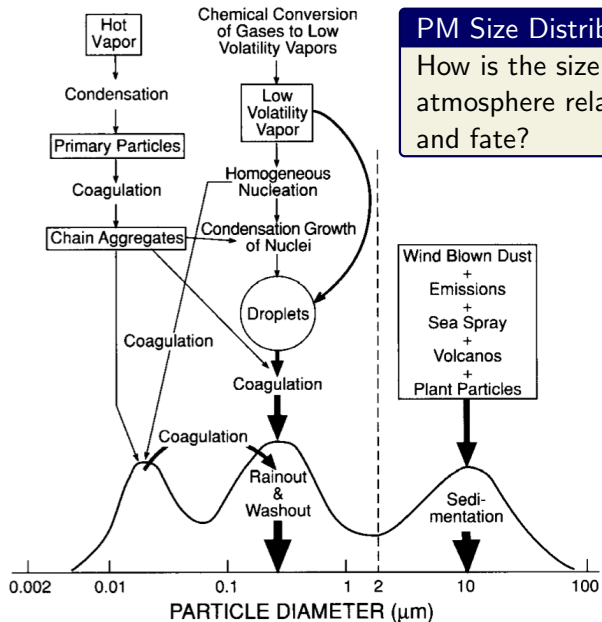 Hot
Vapor
Condensation
Primary Particles
Coagulation
Chain Aggregates
Coagulation
Chemical Conversion
of Gases to Low
Volatility Vapors
Low
Volatility
Vapor
Homogeneous
Nucleation
Condensation Growth
of Nuclei
Droplets
Coagulation
Coagulation
Rainout
&
Washout
PM Size Distrib
How is the size
atmosphere rela
and fate?
Wind Blown Dust
+
Emissions
+
Sea Spray
+
Volcanos
+
Plant Particles
Sedi-
mentation
0.002 0.01 0.1 1 2 10 100
PARTICLE DIAMETER (μm)